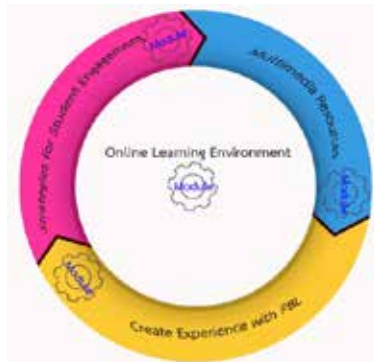 Strategies for Student Engagement
Module
Multimedia Resources
Module
Online Learning Environment
Module
Create Experience with PBL
Module